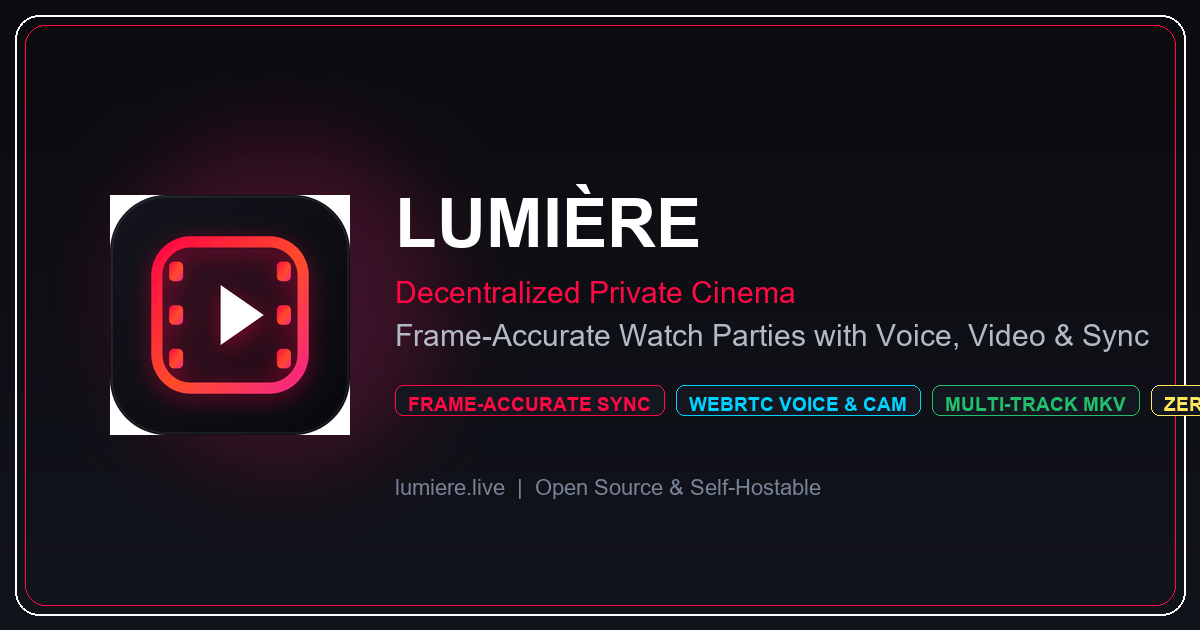 LUMIÈRE
Decentralized Private Cinema
Frame-Accurate Watch Parties with Voice, Video & Sync
FRAME-ACCURATE SYNC WEBRTC VOICE & CAM MULTI-TRACK MKV ZER
lumiere.live | Open Source & Self-Hostable